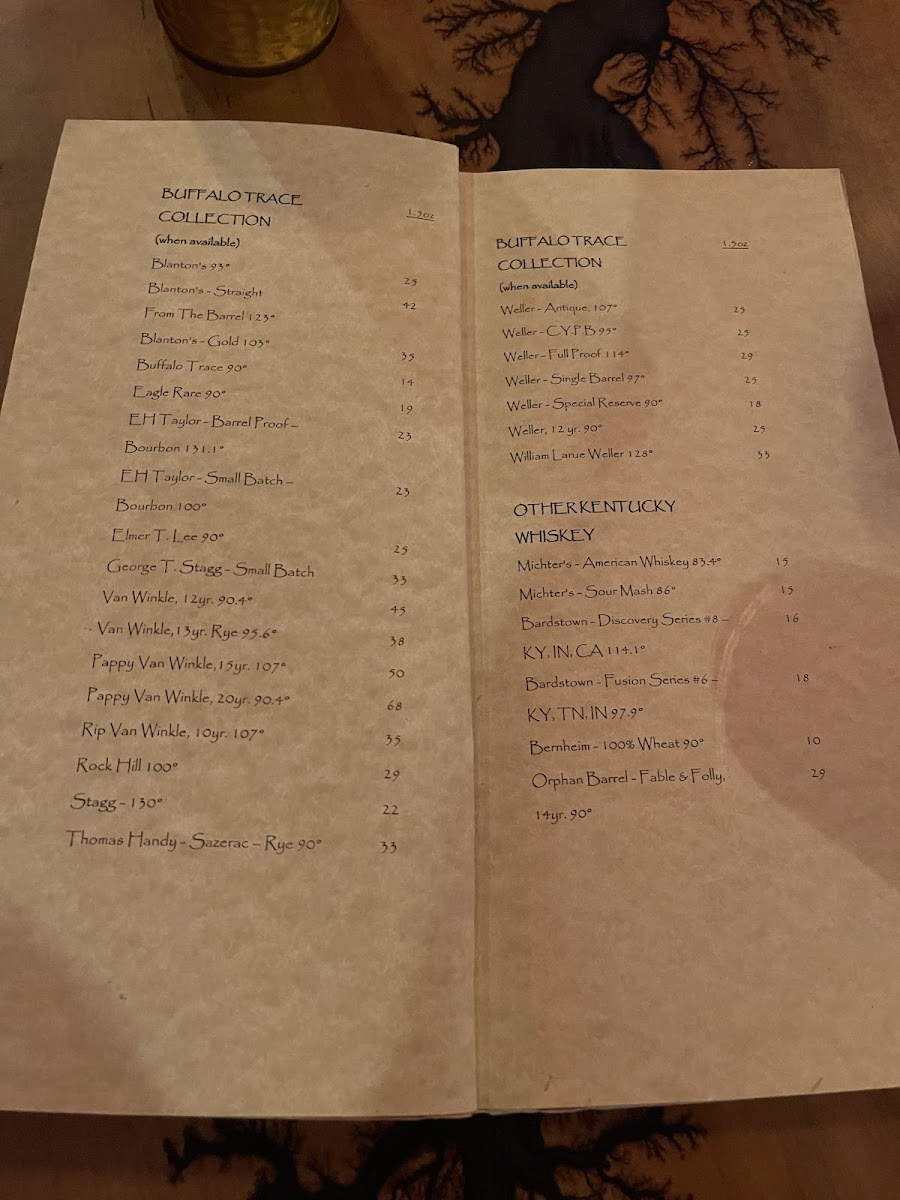 BUFFALO TRACE
COLLECTION 1.5oz
(when available)
Blanton's 93° 25
Blanton's - Straight 42
From The Barrel 123°
Blanton's - Gold 103° 35
Buffalo Trace 90° 14
Eagle Rare 90° 19
EH Taylor - Barrel Proof – 23
Bourbon 131.1°
EH Taylor - Small Batch – 23
Bourbon 100°
Elmer T. Lee 90° 25
George T. Stagg - Small Batch 33
Van Winkle, 12yr. 90.4° 45
Van Winkle, 13yr. Rye 95.6° 38
Pappy Van Winkle, 15yr. 107° 50
Pappy Van Winkle, 20yr. 90.4° 68
Rip Van Winkle, 10yr. 107° 35
Rock Hill 100° 29
Stagg - 130° 22
Thomas Handy - Sazerac – Rye 90° 33
BUFFALO TRACE 1.5oz
COLLECTION
(when available)
Weller - Antique, 107° 25
Weller - C.Y.P.B 95° 25
Weller - Full Proof 114° 29
Weller - Single Barrel 97° 25
Weller - Special Reserve 90° 18
Weller, 12 yr. 90° 25
William Larue Weller 128° 33
OTHER KENTUCKY
WHISKEY
Michter's - American Whiskey 83.4° 15
Michter's - Sour Mash 86° 15
Bardstown - Discovery Series #8 – 16
KY, IN, CA 114.1°
Bardstown - Fusion Series #6 – 18
KY, TN, IN 97.9°
Bernheim - 100% Wheat 90° 10
Orphan Barrel - Fable & Folly, 29
14yr. 90°